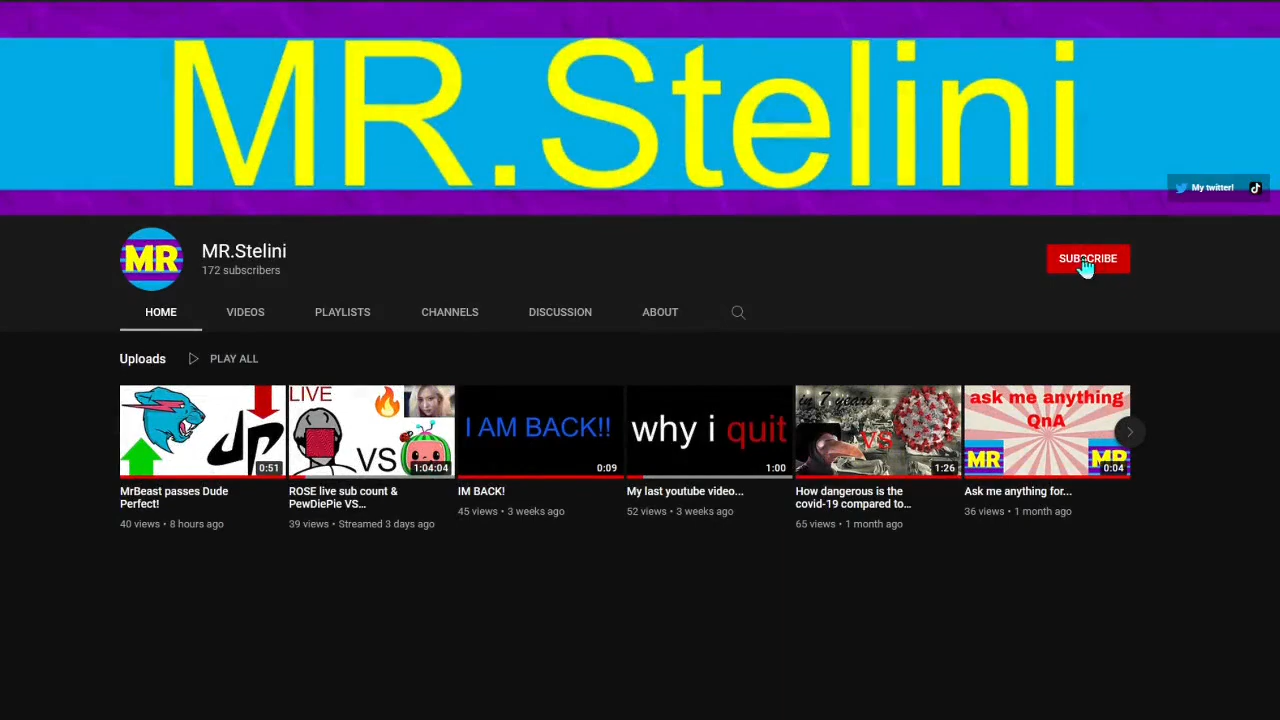 MR.Stelini
My twitter!
MR
MR.Stelini
172 subscribers
SUBSCRIBE
HOME
VIDEOS
PLAYLISTS
CHANNELS
DISCUSSION
ABOUT
Uploads
PLAY ALL
0:51
LIVE
VS
1:04:04
I AM BACK!!
0:09
why i quit
1:00
in 7 years
vs
1:26
ask me anything
QnA
MR
MR
0:04
MrBeast passes Dude
Perfect!
40 views • 8 hours ago
ROSE live sub count &
PewDiePie VS...
39 views • Streamed 3 days ago
IM BACK!
45 views • 3 weeks ago
My last youtube video...
52 views • 3 weeks ago
How dangerous is the
covid-19 compared to...
65 views • 1 month ago
Ask me anything for...
36 views • 1 month ago